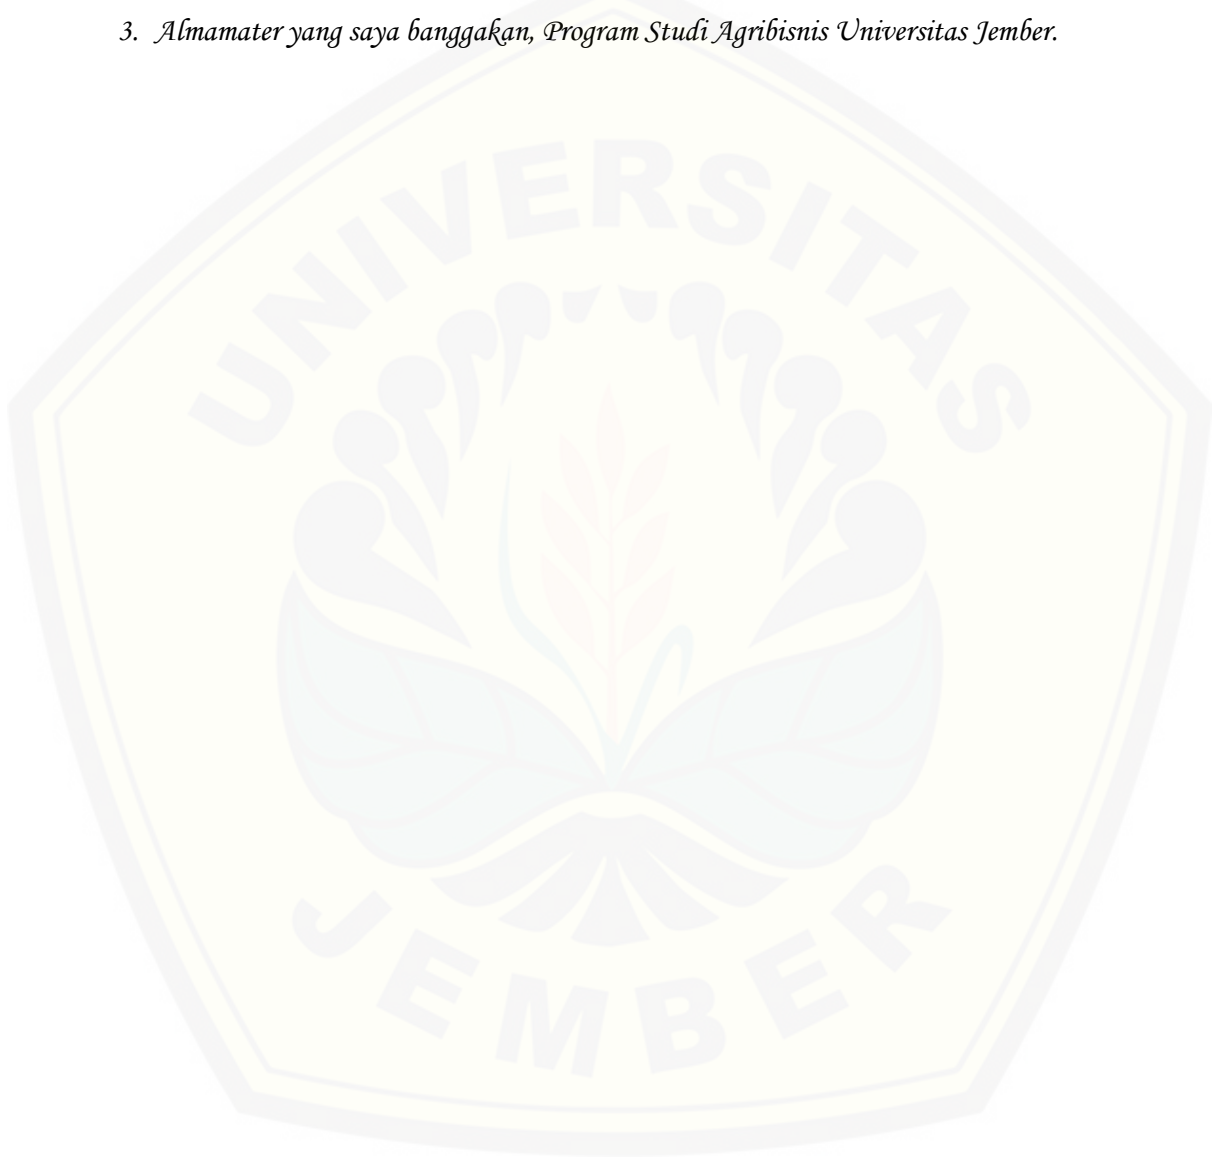 3. Almamater yang saya banggakan, Program Studi Agribisnis Universitas Jember.
UNIVERSITAS
JEMBER